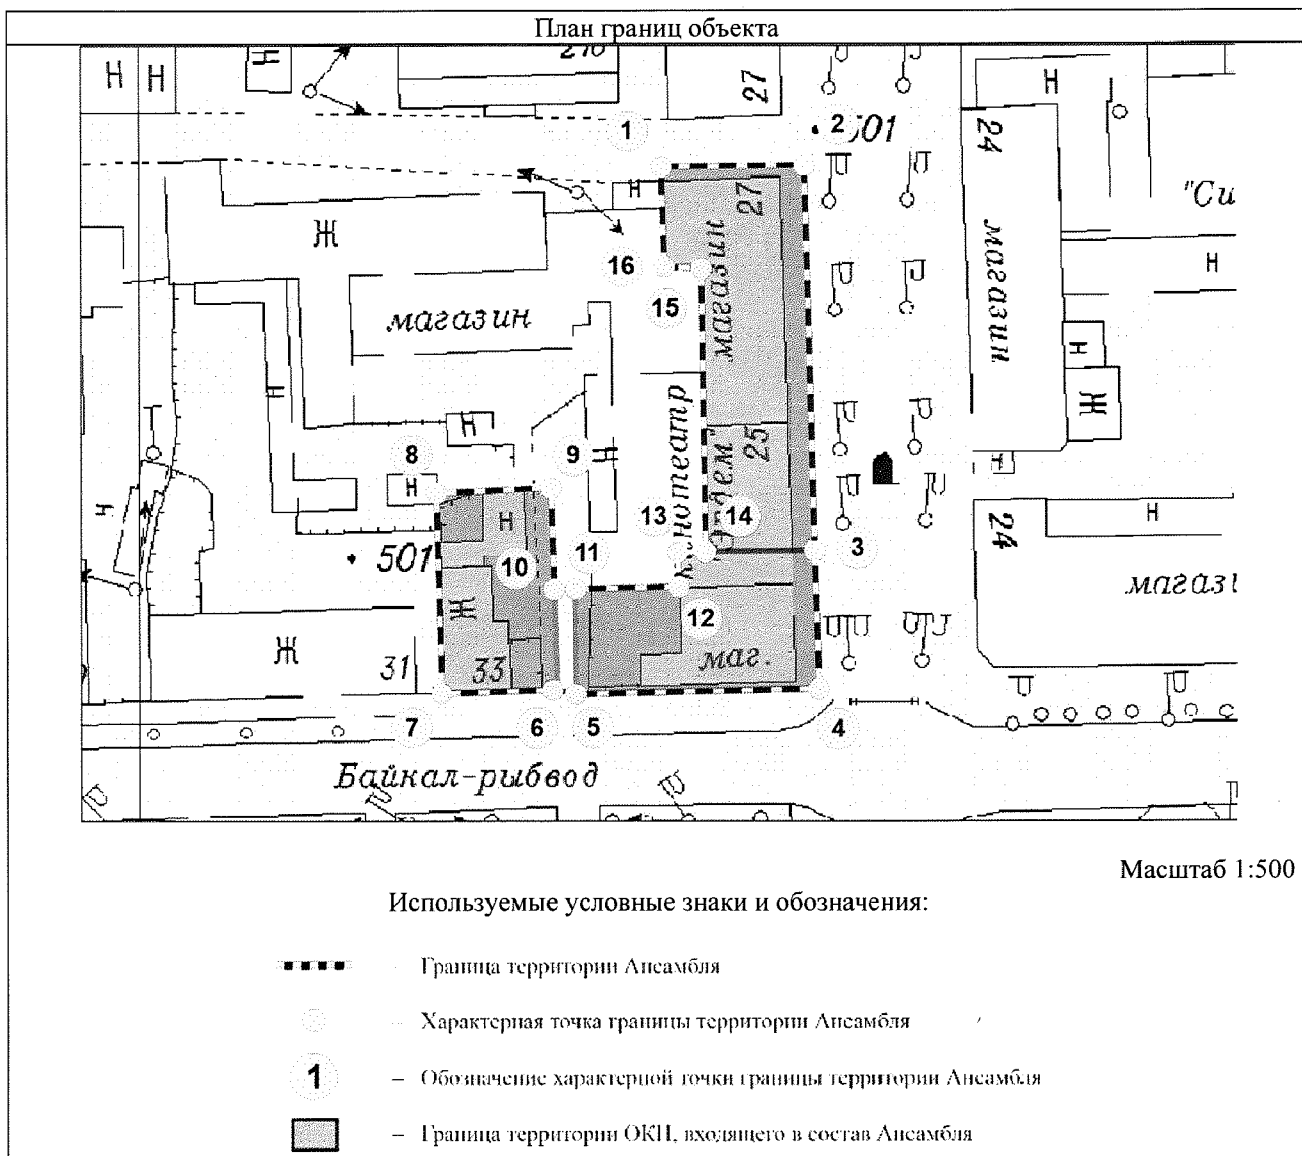 План границ объекта
Н Н Н 270 27 Н
1 2 501 24
Н 27 "Си
Ж магазин магазин Н
16
15
магазин Н
Н Н кинотеатр 25 Ж
8 9 Н
Н Н 13 14 24 Н
501 10 11 3
Ж 12 магази
Ж 31 33 маг.
7 6 5 4
Байкал-рыбвод
Масштаб 1:500
Используемые условные знаки и обозначения:
Граница территории Ансамбля
Характерная точка границы территории Ансамбля
1 – Обозначение характерной точки границы территории Ансамбля
– Граница территории ОКН, входящего в состав Ансамбля